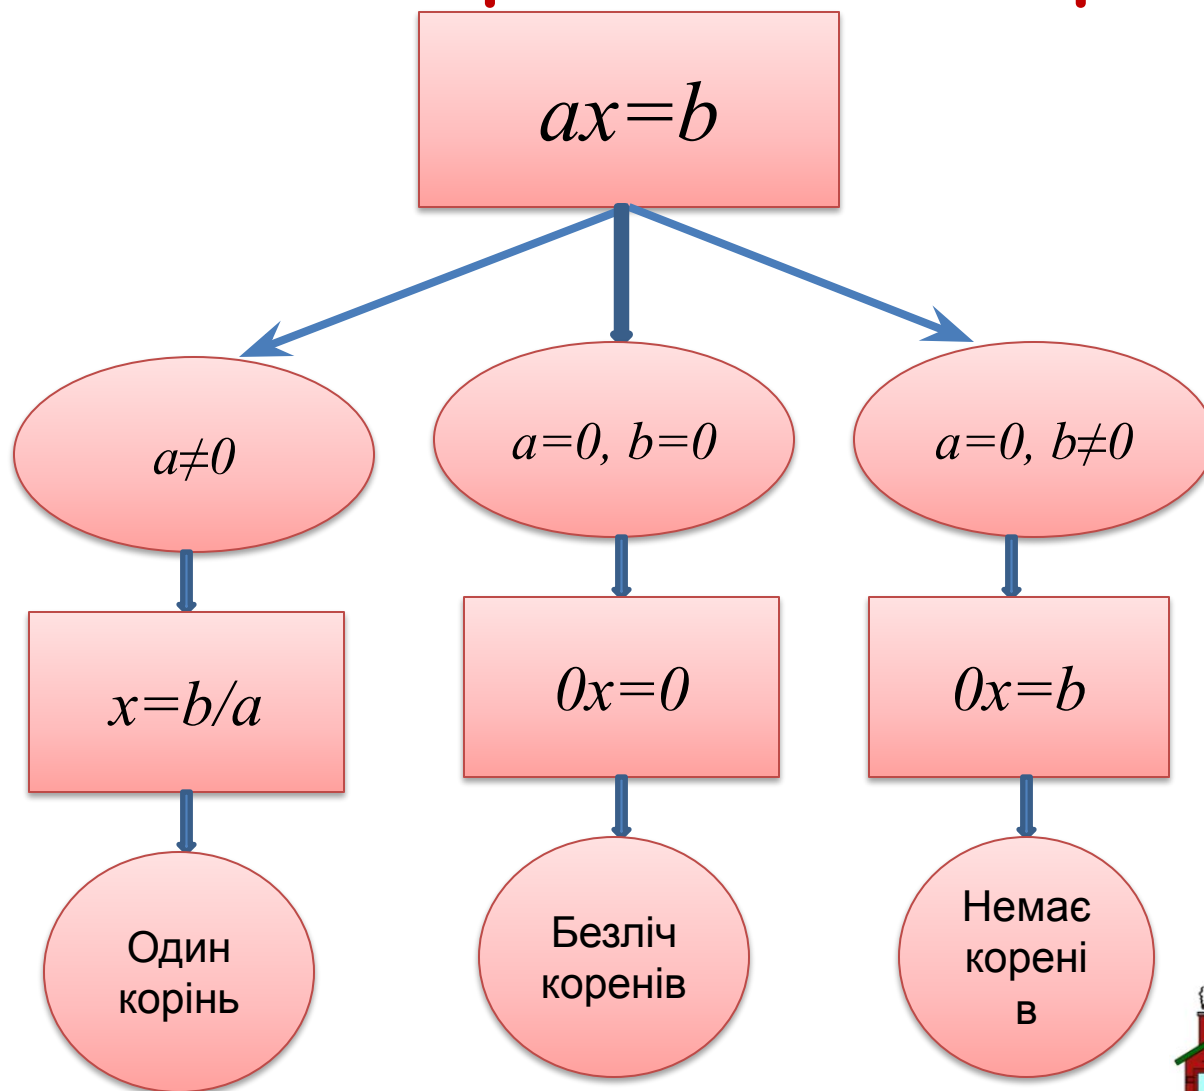 ax=b
a≠0
a=0, b=0
a=0, b≠0
x=b/a
0x=0
0x=b
Один
корінь
Безліч
коренів
Немає
корені
в